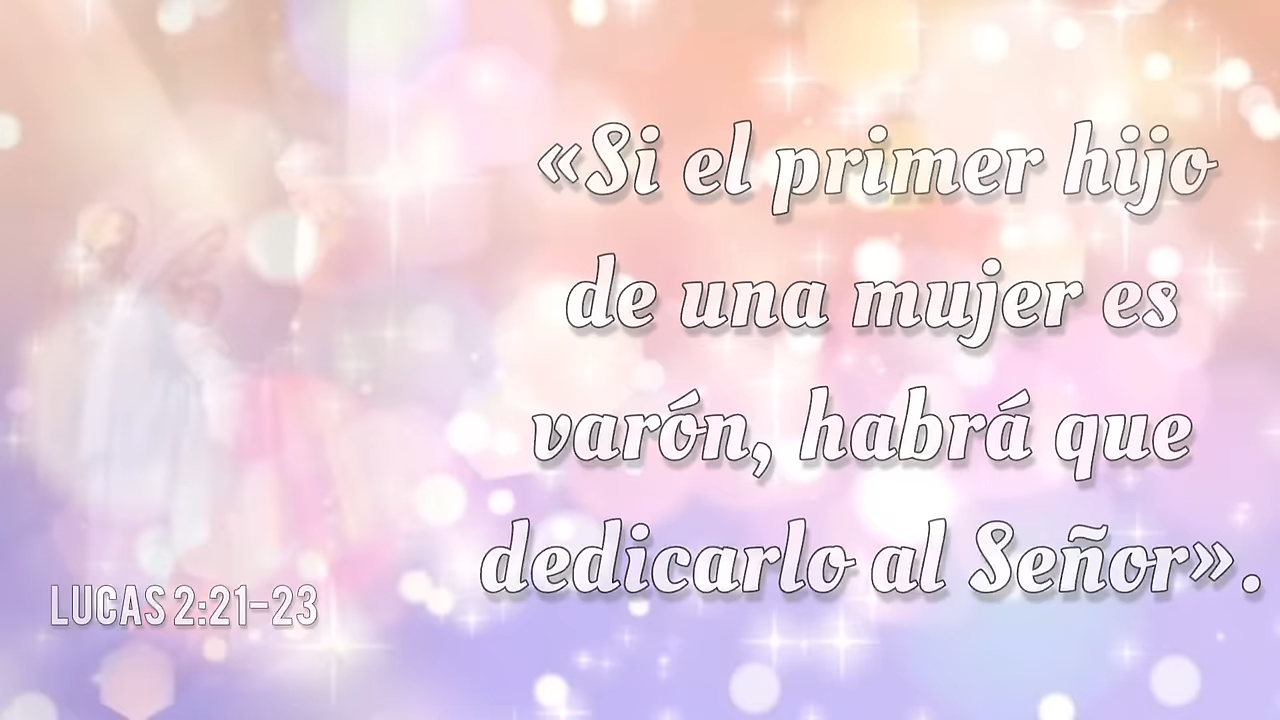 «Si el primer hijo
de una mujer es
varón, habrá que
dedicarlo al Señor».
LUCAS 2:21-23